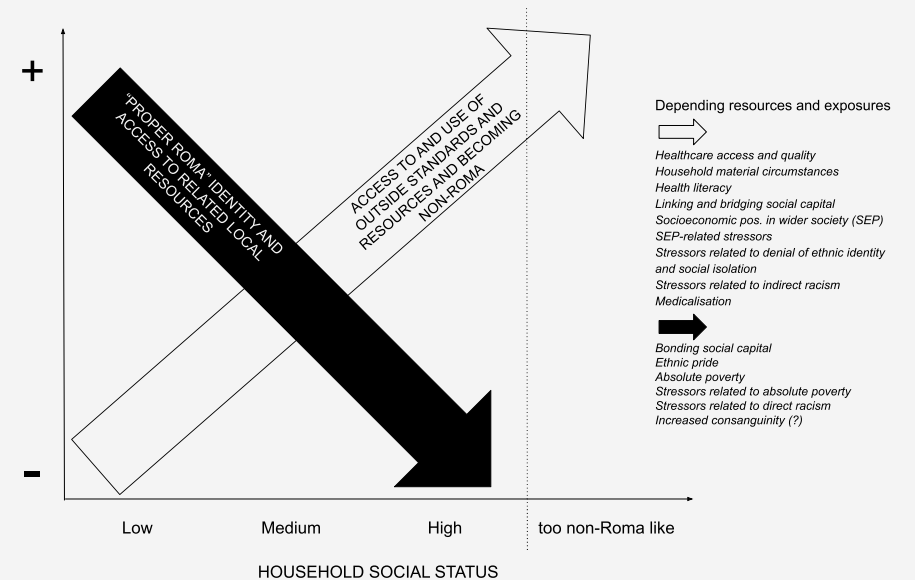 +
"PROPER ROMA" IDENTITY AND
ACCESS TO RELATED LOCAL
RESOURCES
ACCESS TO AND USE OF
OUTSIDE STANDARDS AND
RESOURCES AND BECOMING
NON-ROMA
-
Low
Medium
High
too non-Roma like
HOUSEHOLD SOCIAL STATUS
Depending resources and exposures
Healthcare access and quality
Household material circumstances
Health literacy
Linking and bridging social capital
Socioeconomic pos. in wider society (SEP)
SEP-related stressors
Stressors related to denial of ethnic identity
and social isolation
Stressors related to indirect racism
Medicalisation
Bonding social capital
Ethnic pride
Absolute poverty
Stressors related to absolute poverty
Stressors related to direct racism
Increased consanguinity (?)